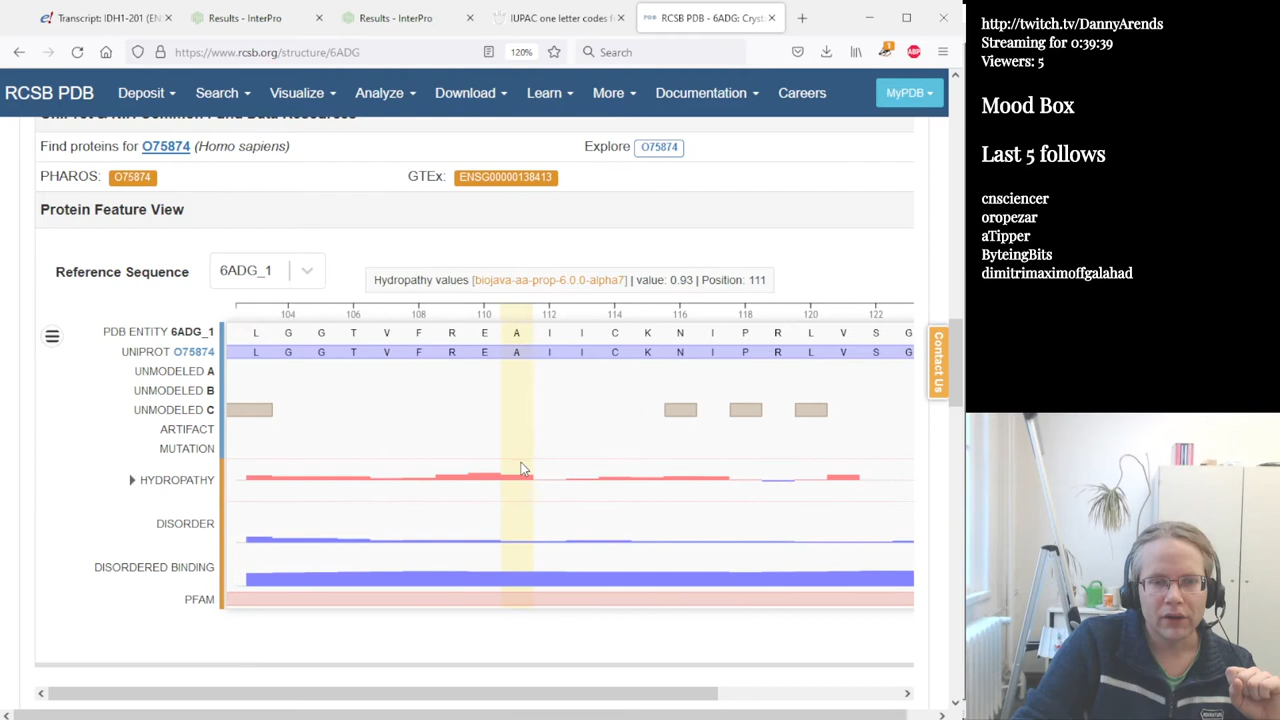 Transcript: IDH1-201 (EN
Results - InterPro
Results - InterPro
IUPAC one letter codes f
RCSB PDB - 6ADG: Cryst
https://www.rcsb.org/structure/6ADG
120%
Search
1
ABP
RCSB PDB
Deposit
Search
Visualize
Analyze
Download
Learn
More
Documentation
Careers
MyPDB
Find proteins for O75874 (Homo sapiens)
Explore O75874
PHAROS: O75874
GTEx: ENSG00000138413
Protein Feature View
Reference Sequence
6ADG_1
Hydropathy values [biojava-aa-prop-6.0.0-alpha7] | value: 0.93 | Position: 111
104 106 108 110 112 114 116 118 120 122
PDB ENTITY 6ADG_1 L G G T V F R E A I I C K N I P R L V S G
UNIPROT O75874 L G G T V F R E A I I C K N I P R L V S G
UNMODELED A
UNMODELED B
UNMODELED C
ARTIFACT
MUTATION
HYDROPATHY
DISORDER
DISORDERED BINDING
PFAM
Contact Us
http://twitch.tv/DannyArends
Streaming for 0:39:39
Viewers: 5
Mood Box
Last 5 follows
cnsciencer
oropezar
aTipper
ByteingBits
dimitrimaximoffgalahad